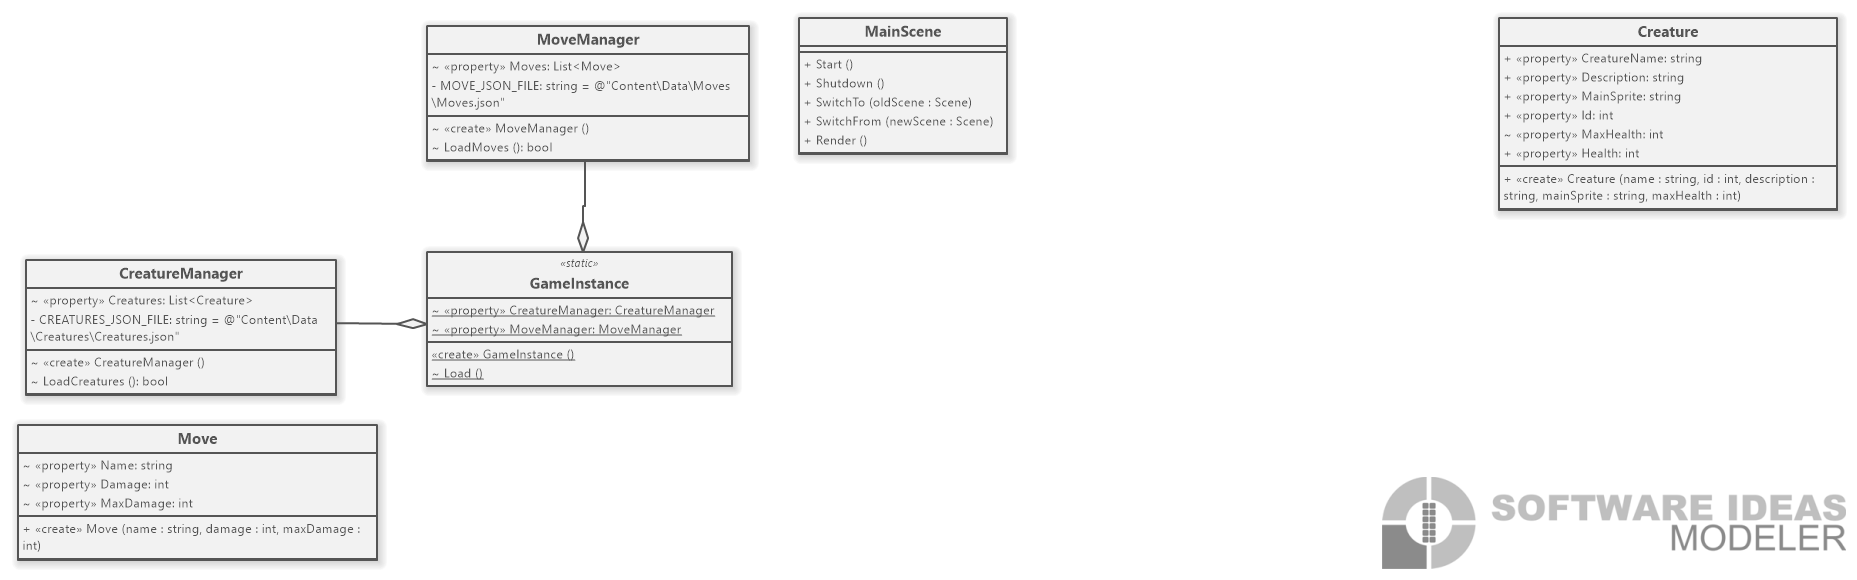 MoveManager
~ «property» Moves: List<Move>
- MOVE_JSON_FILE: string = @"Content\Data\Moves
\Moves.json"
~ «create» MoveManager ()
~ LoadMoves (): bool
MainScene
+ Start ()
+ Shutdown ()
+ SwitchTo (oldScene : Scene)
+ SwitchFrom (newScene : Scene)
+ Render ()
Creature
+ «property» CreatureName: string
+ «property» Description: string
+ «property» MainSprite: string
+ «property» Id: int
~ «property» MaxHealth: int
+ «property» Health: int
+ «create» Creature (name : string, id : int, description :
string, mainSprite : string, maxHealth : int)
CreatureManager
~ «property» Creatures: List<Creature>
- CREATURES_JSON_FILE: string = @"Content\Data
\Creatures\Creatures.json"
~ «create» CreatureManager ()
~ LoadCreatures (): bool
«static»
GameInstance
~ «property» CreatureManager: CreatureManager
~ «property» MoveManager: MoveManager
«create» GameInstance ()
~ Load ()
Move
~ «property» Name: string
~ «property» Damage: int
~ «property» MaxDamage: int
+ «create» Move (name : string, damage : int, maxDamage :
int)
SOFTWARE IDEAS
MODELER